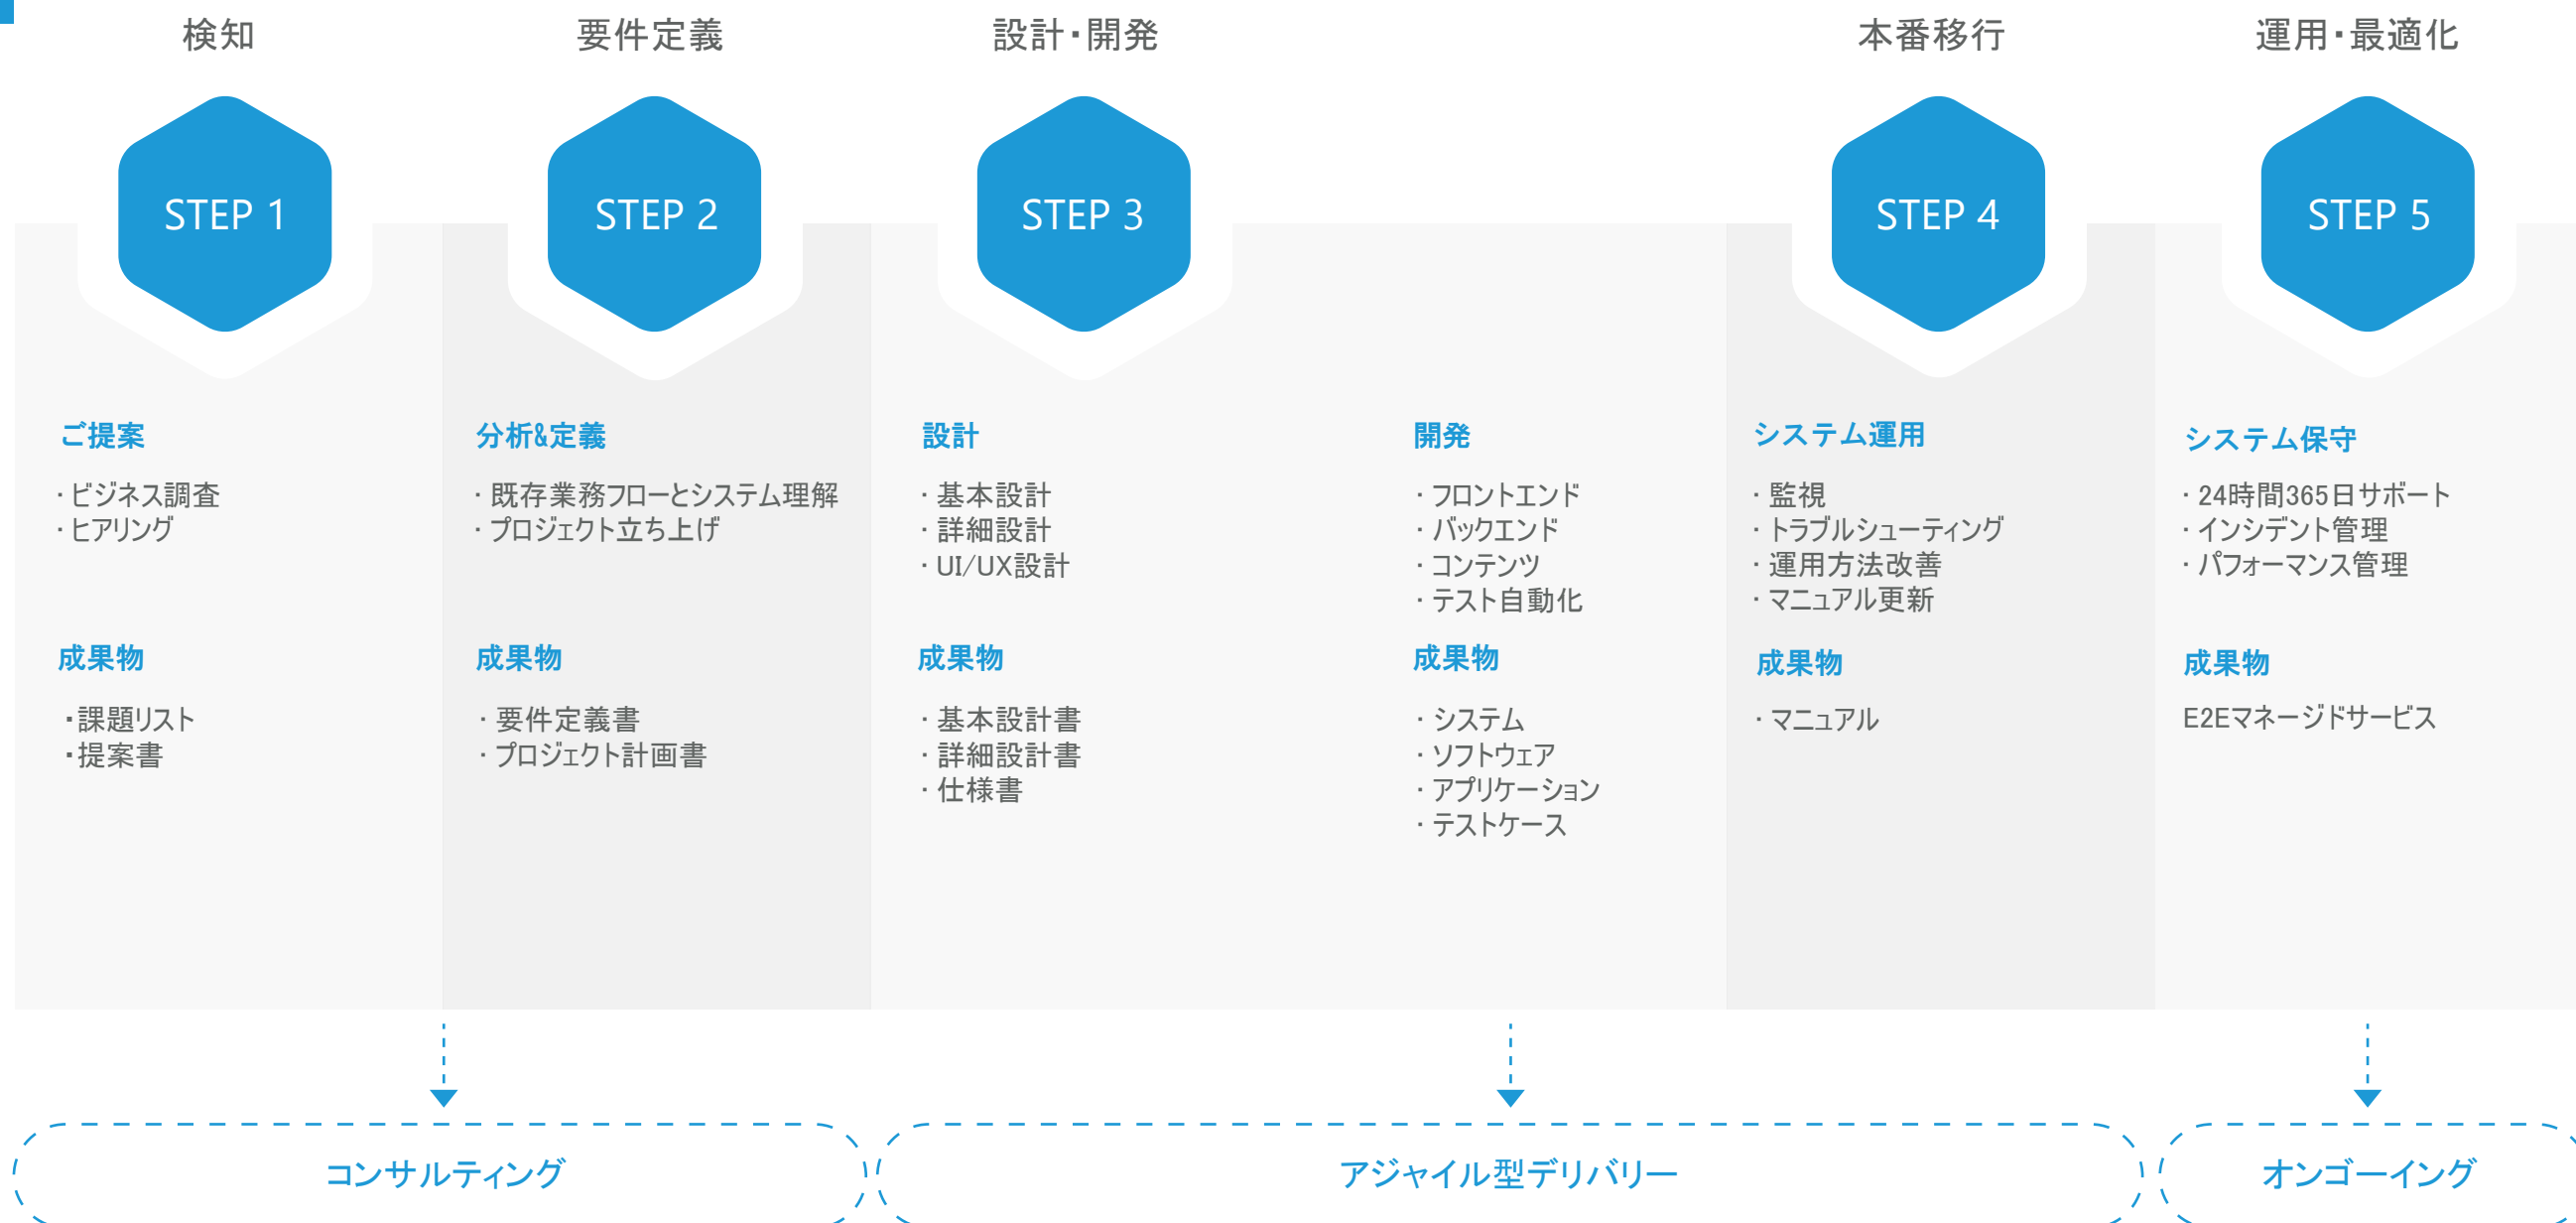 検知
STEP 1
ご提案
・ビジネス調査
・ヒアリング
成果物
・課題リスト
・提案書
要件定義
STEP 2
分析&定義
・既存業務フローとシステム理解
・プロジェクト立ち上げ
成果物
・要件定義書
・プロジェクト計画書
設計・開発
STEP 3
設計
・基本設計
・詳細設計
・UI/UX設計
成果物
・基本設計書
・詳細設計書
・仕様書
開発
・フロントエンド
・バックエンド
・コンテンツ
・テスト自動化
成果物
・システム
・ソフトウェア
・アプリケーション
・テストケース
本番移行
STEP 4
システム運用
・監視
・トラブルシューティング
・運用方法改善
・マニュアル更新
成果物
・マニュアル
運用・最適化
STEP 5
システム保守
・24時間365日サポート
・インシデント管理
・パフォーマンス管理
成果物
E2Eマネージドサービス
コンサルティング
アジャイル型デリバリー
オンゴーイング